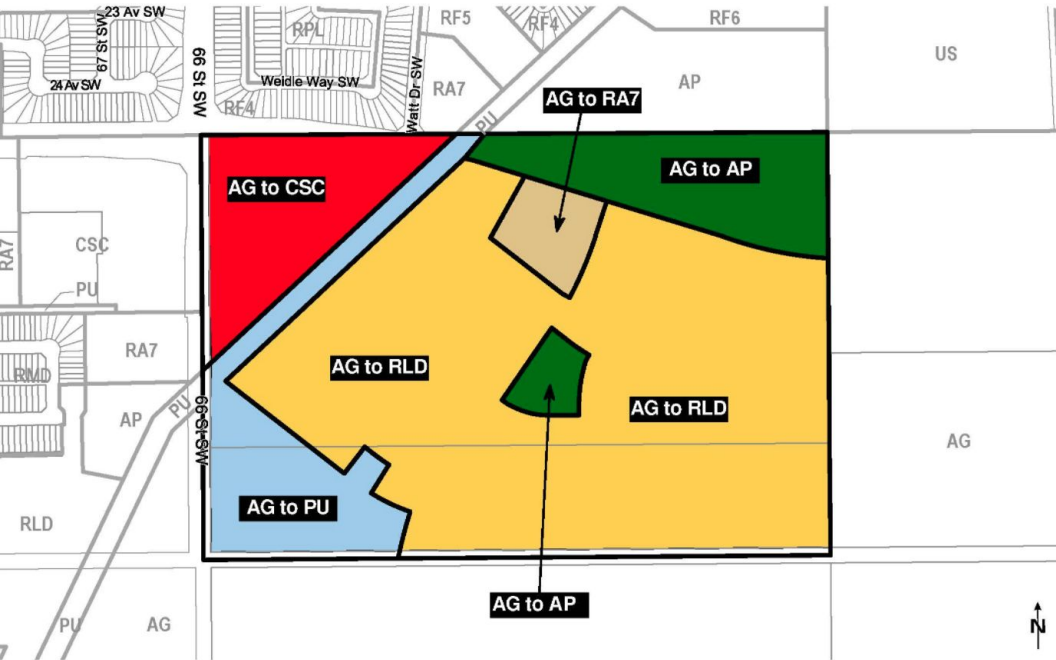 23 Av SW
67 St SW
24 Av SW
66 St SW
RPL
Weidle Way SW
RF4
Watt Dr SW
RF5
RF4
RF6
RA7
AP
US
PU
AG to RA7
AG to CSC
AG to AP
RA7
CSC
PU
RA7
RMD
AP
PU
66 St SW
AG to RLD
AG to RLD
AG
AG to PU
RLD
AG to AP
PU
AG
N